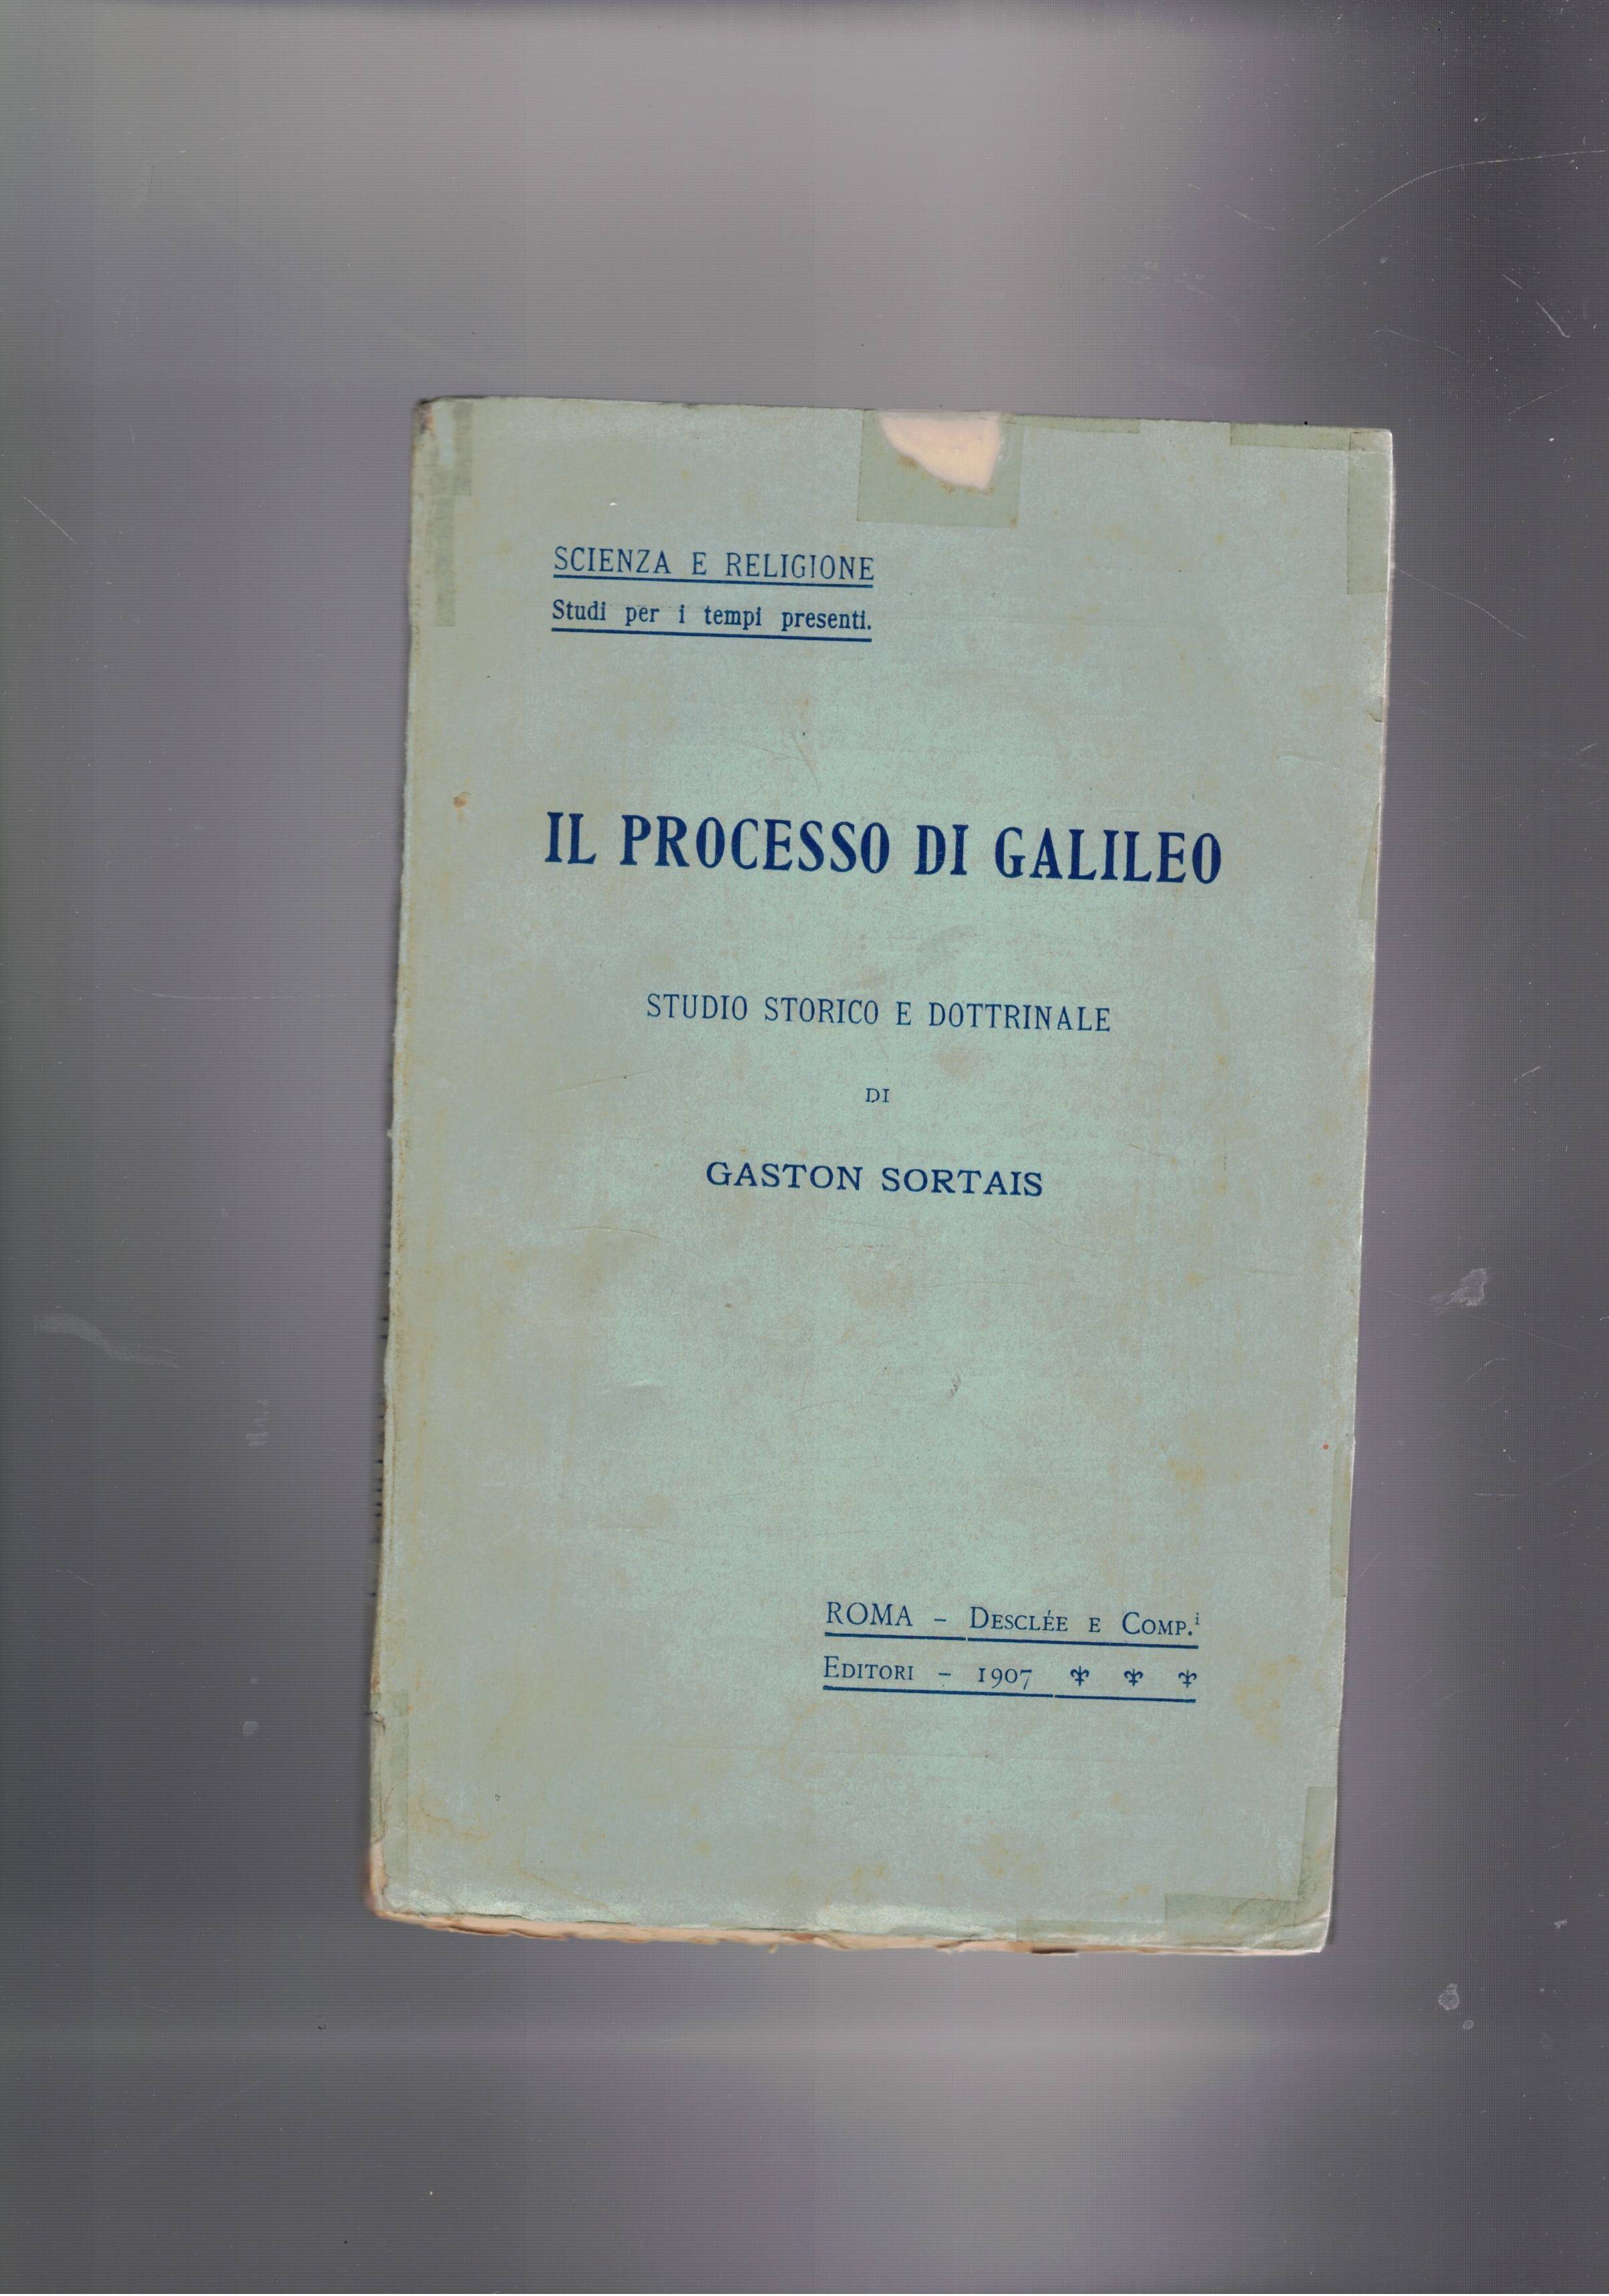 SCIENZA E RELIGIONE
Studi per i tempi presenti.
IL PROCESSO DI GALILEO
STUDIO STORICO E DOTTRINALE
DI
GASTON SORTAIS
ROMA – DESCLÉE E COMP.i
EDITORI – 1907